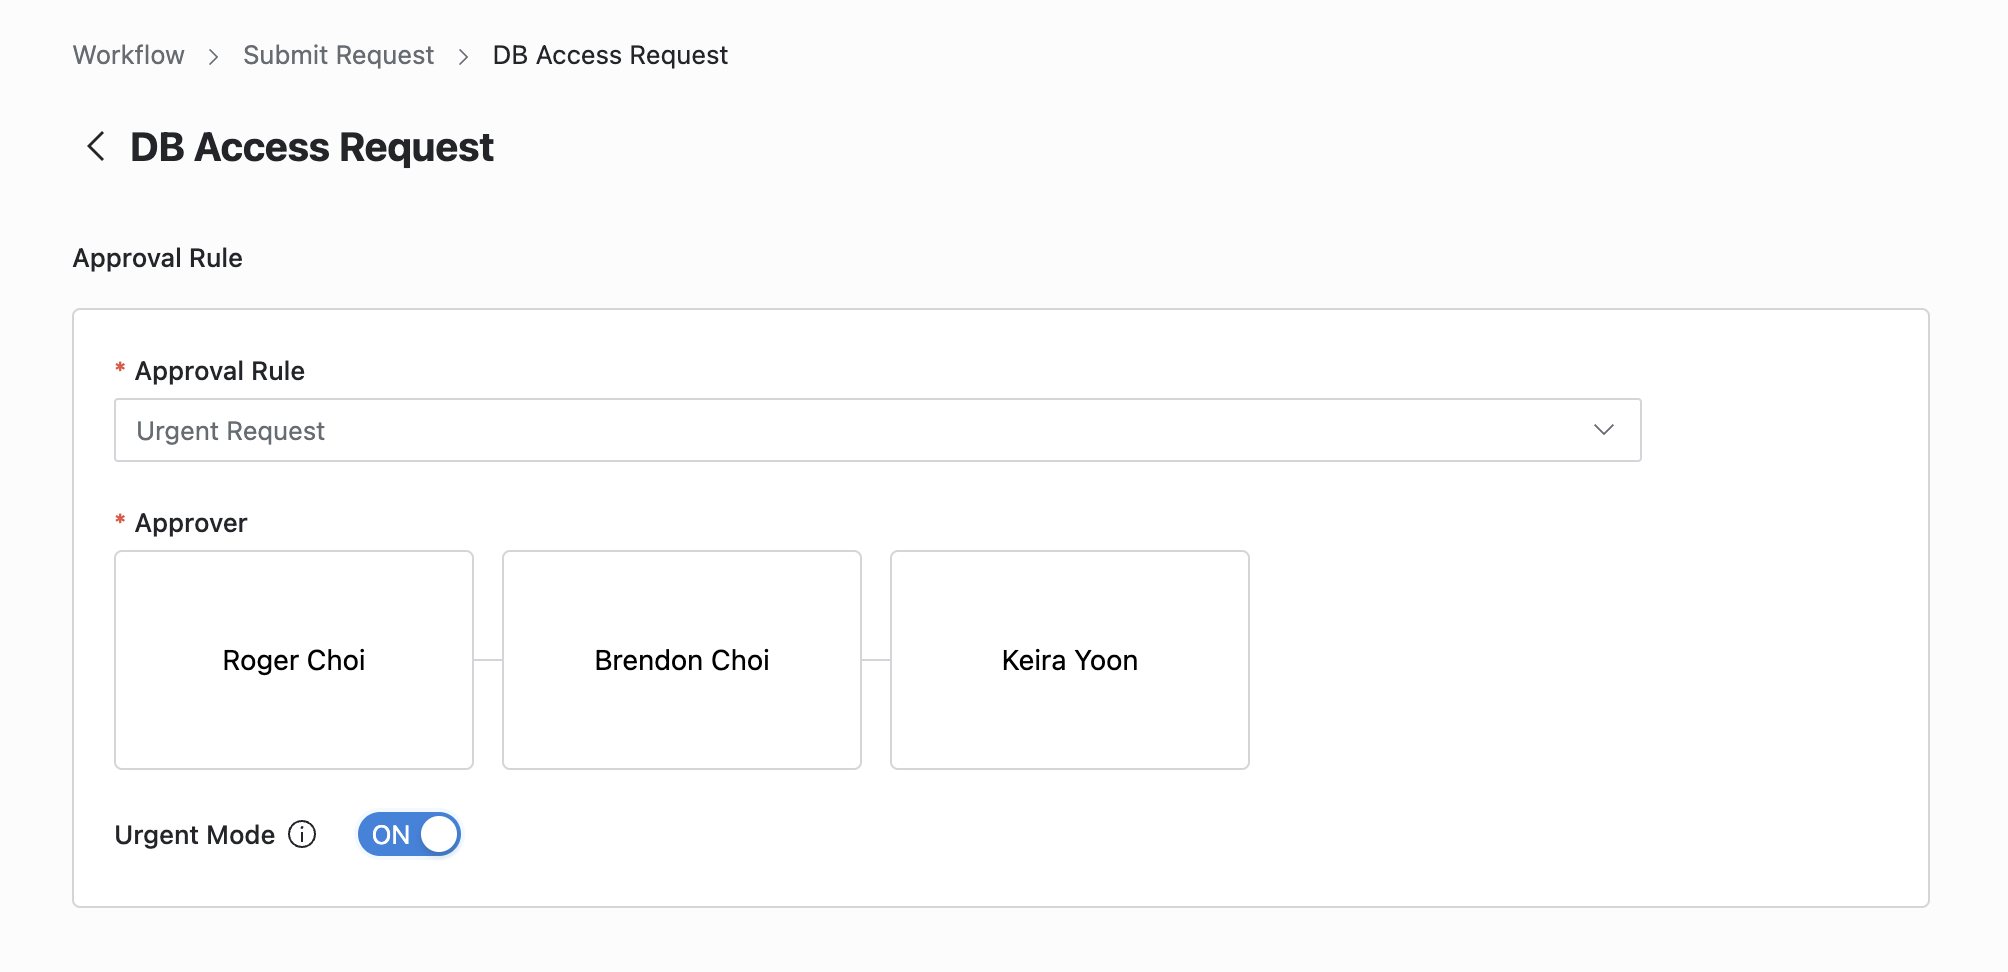 Workflow > Submit Request > DB Access Request
DB Access Request
Approval Rule
* Approval Rule
Urgent Request
* Approver
Roger Choi
Brendon Choi
Keira Yoon
Urgent Mode ON